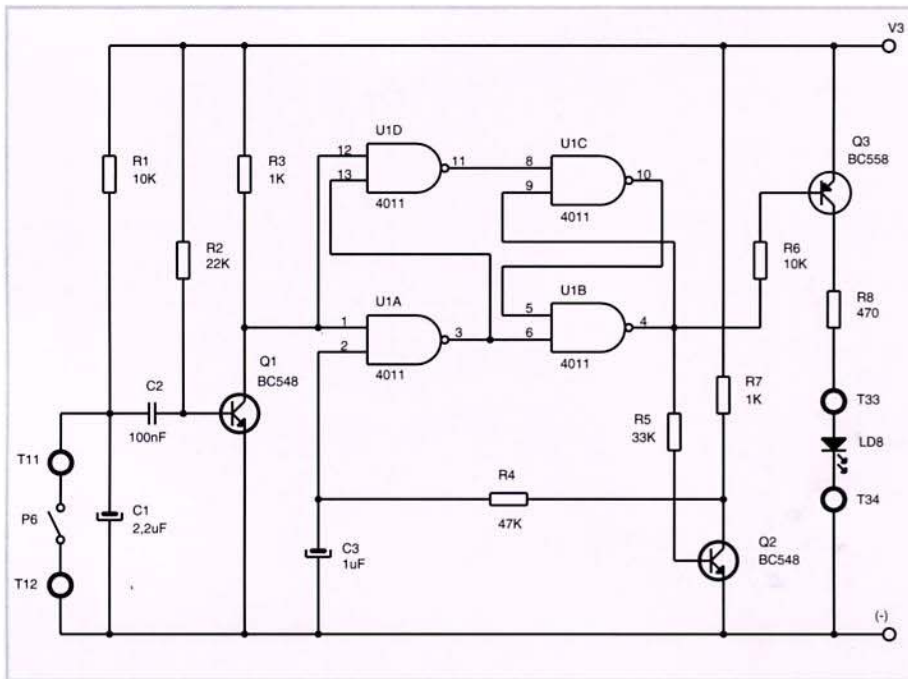 V3
U1D
U1C
Q3
BC558
R1
10K
R3
1K
12
11
8
10
13
9
4011
4011
R2
22K
R6
10K
U1A
U1B
R8
470
1
5
3
4
2
6
Q1
BC548
4011
4011
C2
R7
1K
T33
100nF
R5
33K
LD8
T11
R4
T34
P6
C1
2,2uF
47K
C3
1uF
Q2
BC548
T12
(-)